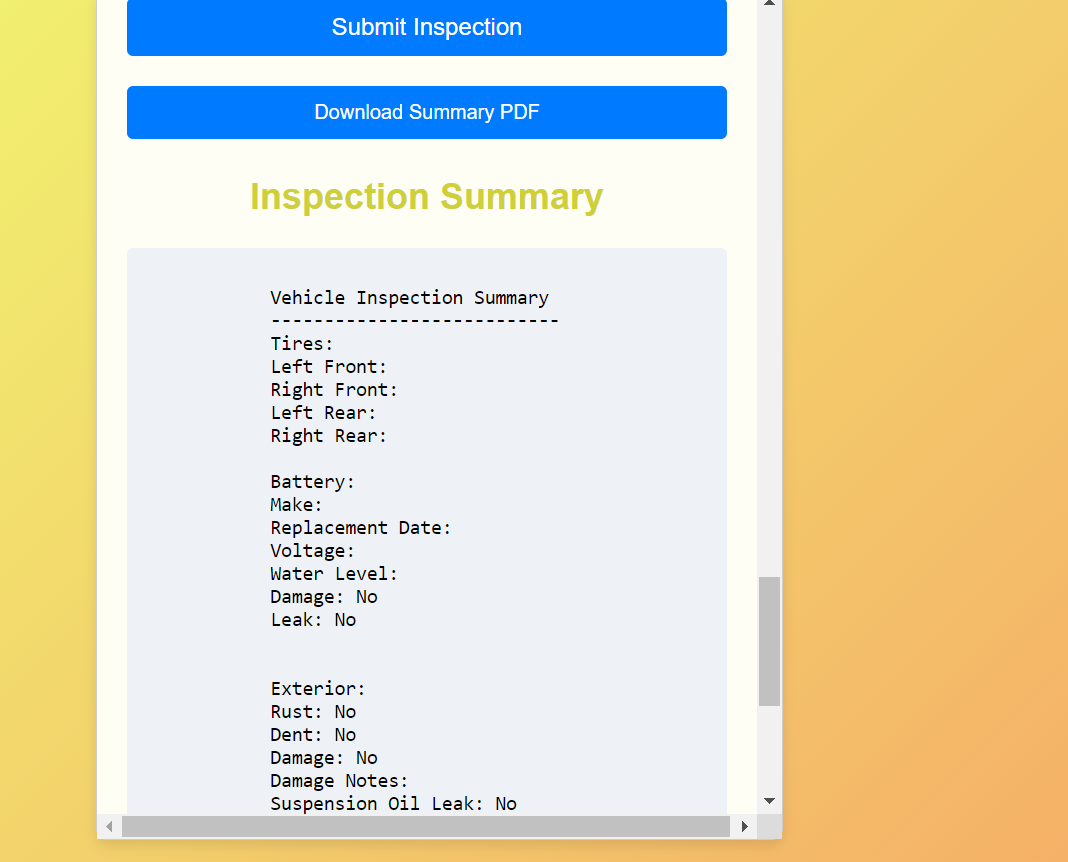 Submit Inspection
Download Summary PDF
Inspection Summary
Vehicle Inspection Summary
---------------------------
Tires:
Left Front:
Right Front:
Left Rear:
Right Rear:
Battery:
Make:
Replacement Date:
Voltage:
Water Level:
Damage: No
Leak: No
Exterior:
Rust: No
Dent: No
Damage: No
Damage Notes:
Suspension Oil Leak: No